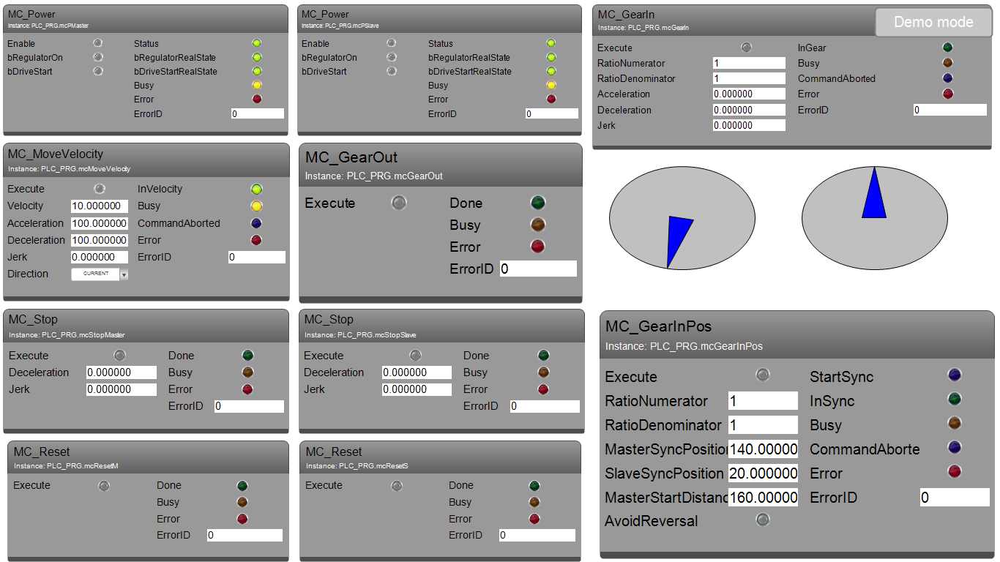 MC_Power
Instance: PLC_PRG.mcPMaster
Enable Status
bRegulatorOn bRegulatorRealState
bDriveStart bDriveStartRealState
Busy
Error
ErrorID 0
MC_Power
Instance: PLC_PRG.mcPSlave
Enable Status
bRegulatorOn bRegulatorRealState
bDriveStart bDriveStartRealState
Busy
Error
ErrorID 0
MC_GearIn
Instance: PLC_PRG.mcGearIn
Demo mode
Execute InGear
RatioNumerator 1 Busy
RatioDenominator 1 CommandAborted
Acceleration 0.000000 Error
Deceleration 0.000000 ErrorID 0
Jerk 0.000000
MC_MoveVelocity
Instance: PLC_PRG.mcMoveVelocity
Execute InVelocity
Velocity 10.000000 Busy
Acceleration 100.000000 CommandAborted
Deceleration 100.000000 Error
Jerk 0.000000 ErrorID 0
Direction CURRENT
MC_GearOut
Instance: PLC_PRG.mcGearOut
Execute Done
Busy
Error
ErrorID 0
MC_Stop
Instance: PLC_PRG.mcStopMaster
Execute Done
Deceleration 0.000000 Busy
Jerk 0.000000 Error
ErrorID 0
MC_Stop
Instance: PLC_PRG.mcStopSlave
Execute Done
Deceleration 0.000000 Busy
Jerk 0.000000 Error
ErrorID 0
MC_GearInPos
Instance: PLC_PRG.mcGearInPos
Execute StartSync
RatioNumerator 1 InSync
RatioDenominator 1 Busy
MasterSyncPosition 140.00000 CommandAborte
SlaveSyncPosition 20.000000 Error
MasterStartDistanc 160.00000 ErrorID 0
AvoidReversal
MC_Reset
Instance: PLC_PRG.mcResetM
Execute Done
Busy
Error
ErrorID 0
MC_Reset
Instance: PLC_PRG.mcResetS
Execute Done
Busy
Error
ErrorID 0